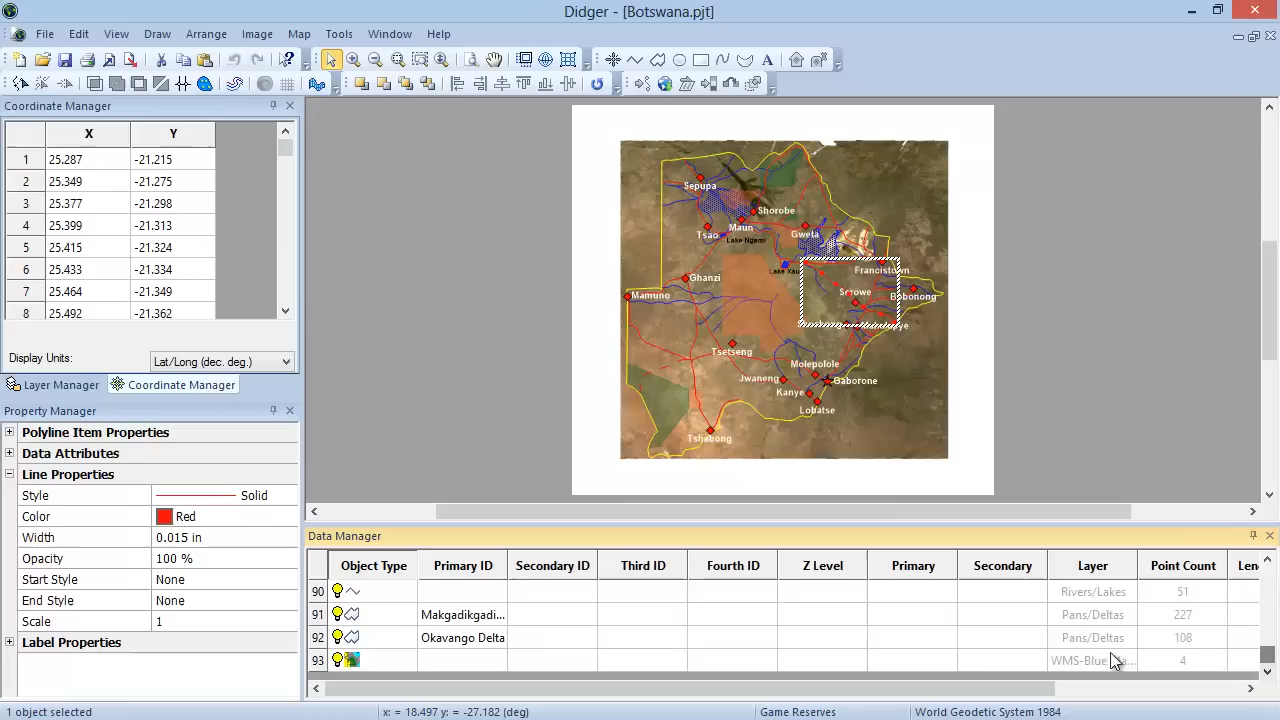 Didger - [Botswana.pjt]
File Edit View Draw Arrange Image Map Tools Window Help
Coordinate Manager
X Y
1 25.287 -21.215
2 25.349 -21.275
3 25.377 -21.298
4 25.399 -21.313
5 25.415 -21.324
6 25.433 -21.334
7 25.464 -21.349
8 25.492 -21.362
Display Units: Lat/Long (dec. deg.)
Layer Manager Coordinate Manager
Property Manager
Polyline Item Properties
Data Attributes
Line Properties
Style Solid
Color Red
Width 0.015 in
Opacity 100 %
Start Style None
End Style None
Scale 1
Label Properties
Sepupa
Shorobe
Maun
Tsao
Lake Ngami
Gweta
Lake Xau
Francistown
Ghanzi
Serowe
Mamuno
Bobonong
Tsetseng
Molepolole
Jwaneng
Gaborone
Kanye
Lobatse
Tshabong
Data Manager
Object Type Primary ID Secondary ID Third ID Fourth ID Z Level Primary Secondary Layer Point Count Len
90 Rivers/Lakes 51
91 Makgadikgadi... Pans/Deltas 227
92 Okavango Delta Pans/Deltas 108
93 4
1 object selected x: = 18.497 y: = -27.182 (deg) Game Reserves World Geodetic System 1984